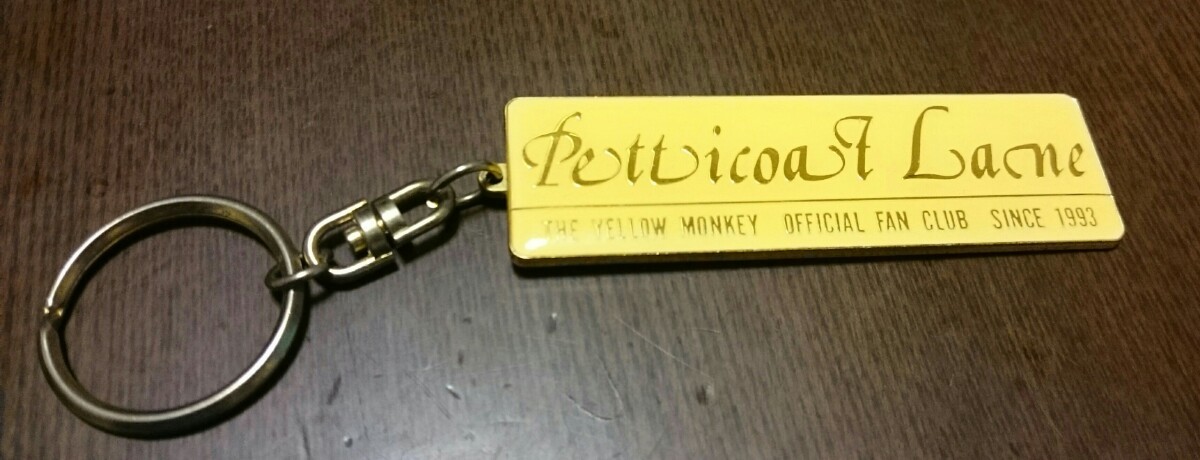 Petticoat Lane
THE YELLOW MONKEY OFFICIAL FAN CLUB SINCE 1993